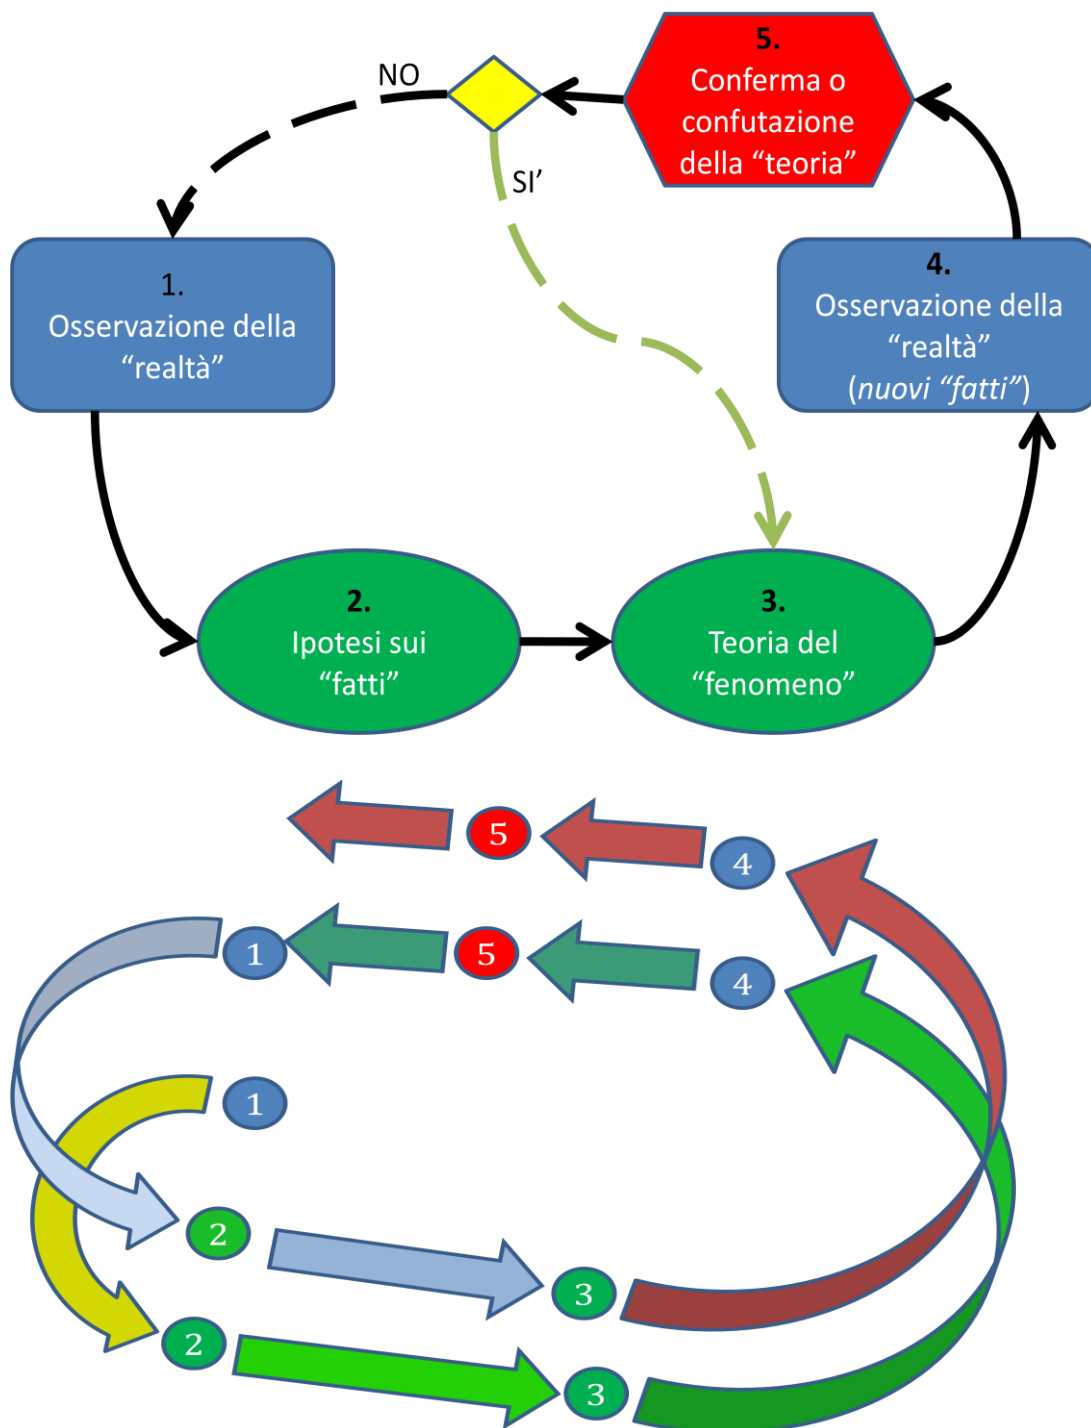 5.
Conferma o
confutazione
della “teoria”
NO
SI’
1.
Osservazione della
“realtà”
4.
Osservazione della
“realtà”
(nuovi “fatti”)
2.
Ipotesi sui
“fatti”
3.
Teoria del
“fenomeno”
5
4
1
5
4
1
2
3
2
3